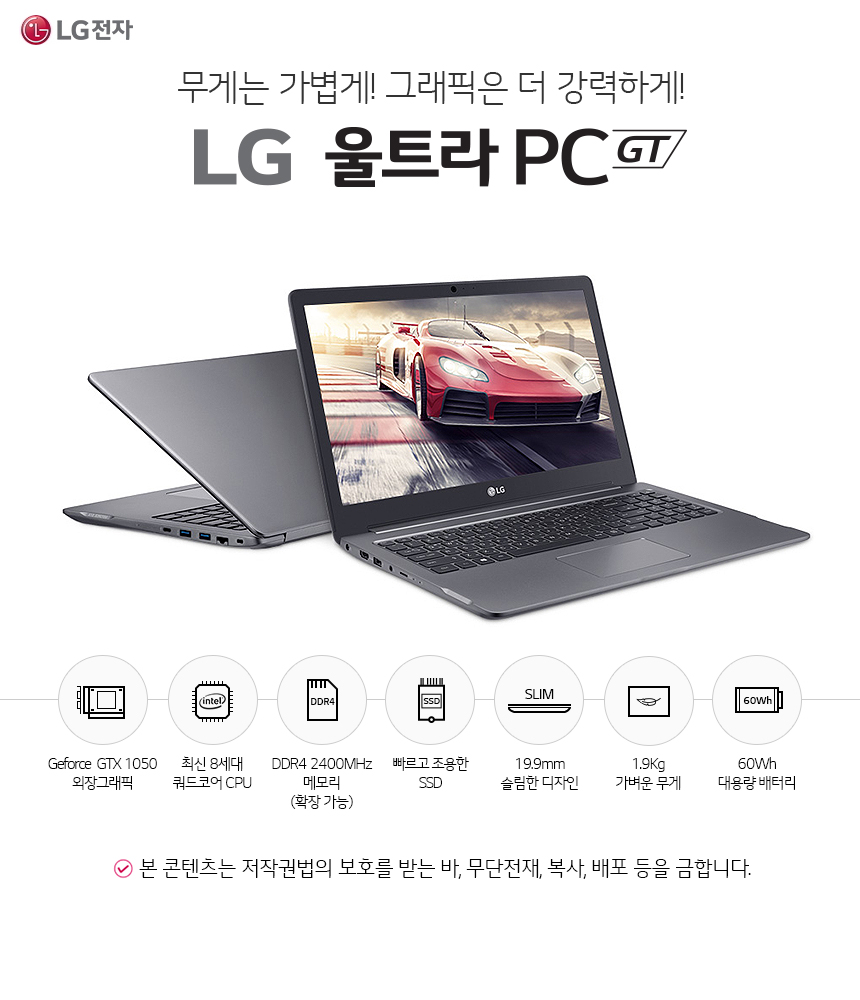 LG전자
무게는 가볍게! 그래픽은 더 강력하게!
LG 울트라 PC GT
LG
DDR4
intel
SSD
SLIM
60Wh
Geforce GTX 1050
외장그래픽
최신 8세대
쿼드코어 CPU
DDR4 2400MHz
메모리
(확장 가능)
빠르고 조용한
SSD
19.9mm
슬림한 디자인
1.9Kg
가벼운 무게
60Wh
대용량 배터리
본 콘텐츠는 저작권법의 보호를 받는 바, 무단전재, 복사, 배포 등을 금합니다.